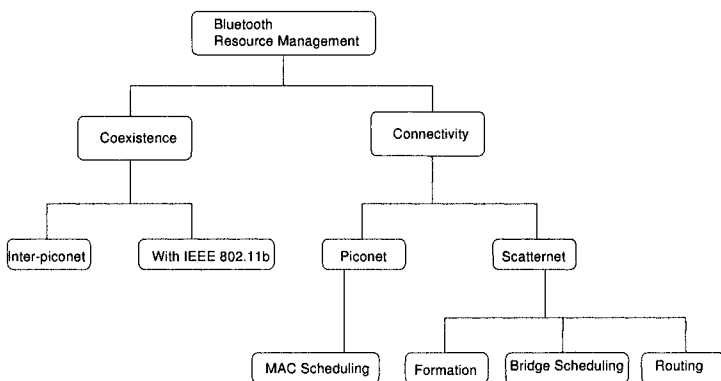 Bluetooth
Resource Management
Coexistence
Connectivity
Inter-piconet
With IEEE 802.11b
Piconet
Scatternet
MAC Scheduling
Formation
Bridge Scheduling
Routing